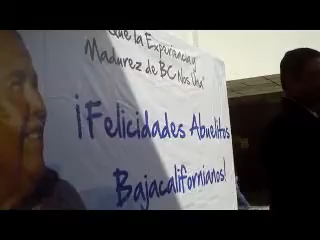 Que la Experiencia y
Madurez de BC Nos Una"
¡Felicidades Abuelitos
Bajacalifornianos!